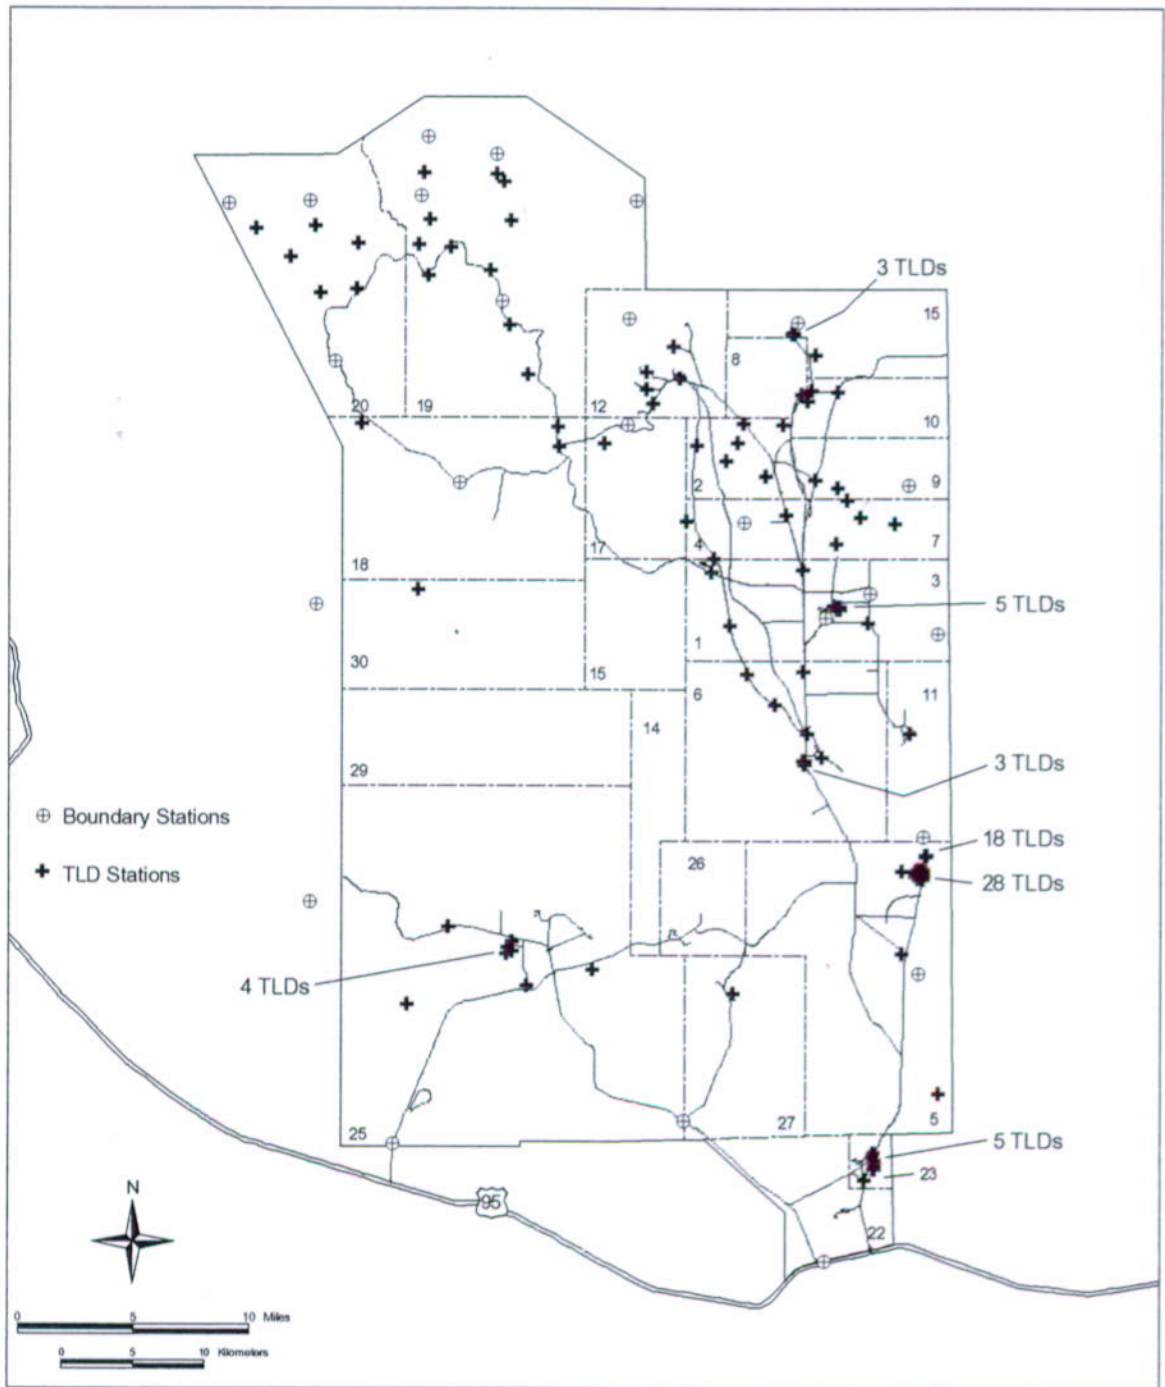 3 TLDs
15
8
20
19
12
10
2
9
17
4
7
18
3
5 TLDs
1
30
15
6
11
14
3 TLDs
29
Boundary Stations
18 TLDs
26
TLD Stations
28 TLDs
4 TLDs
27
5
25
5 TLDs
23
N
95
22
0 5 10 Miles
0 5 10 Kilometers